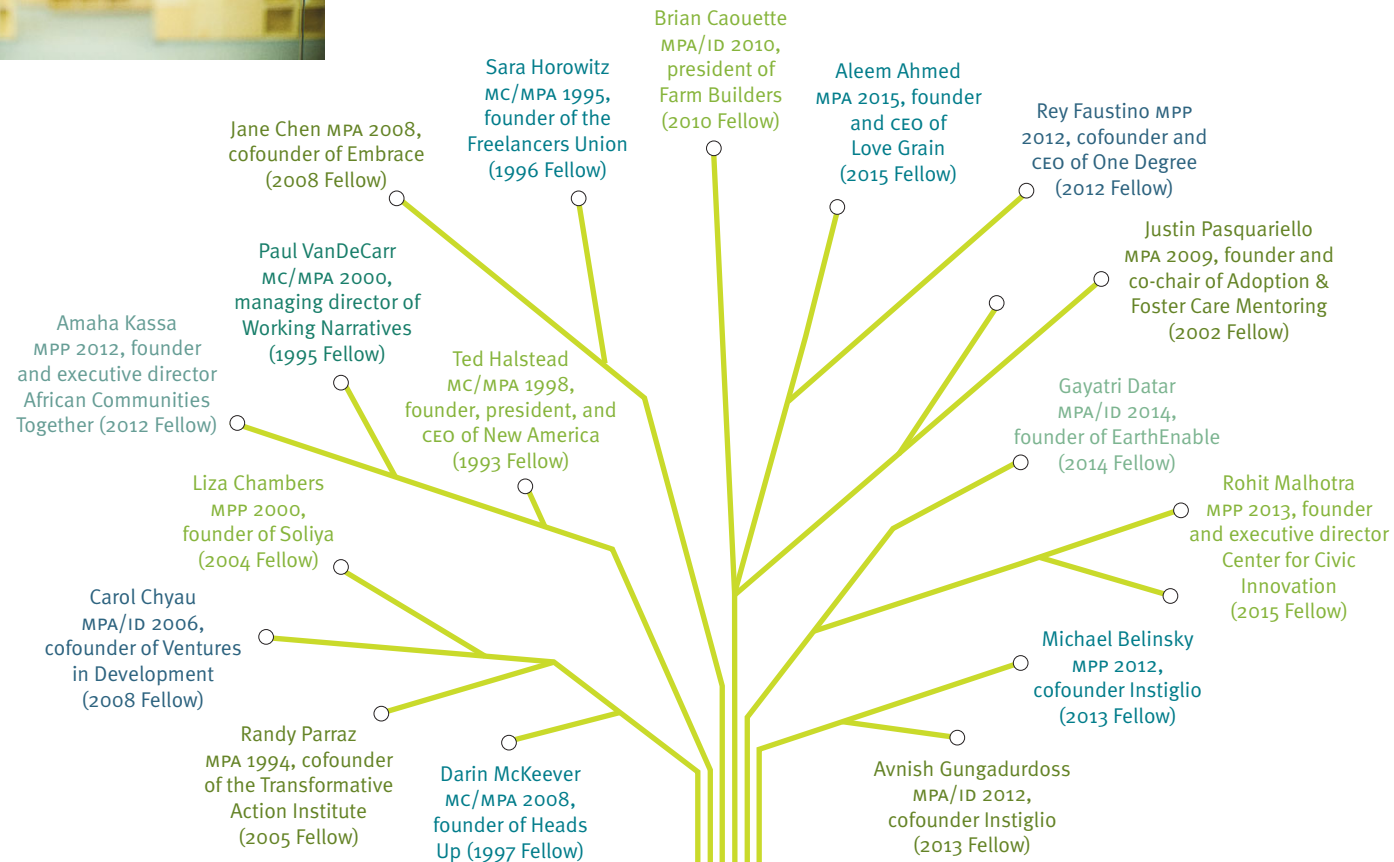 Brian Caouette
MPA/ID 2010,
president of
Farm Builders
(2010 Fellow)
Sara Horowitz
MC/MPA 1995,
founder of the
Freelancers Union
(1996 Fellow)
Aleem Ahmed
MPA 2015, founder
and CEO of
Love Grain
(2015 Fellow)
Rey Faustino MPP
2012, cofounder and
CEO of One Degree
(2012 Fellow)
Jane Chen MPA 2008,
cofounder of Embrace
(2008 Fellow)
Justin Pasquariello
MPA 2009, founder and
co-chair of Adoption &
Foster Care Mentoring
(2002 Fellow)
Paul VanDeCarr
MC/MPA 2000,
managing director of
Working Narratives
(1995 Fellow)
Amaha Kassa
MPP 2012, founder
and executive director
African Communities
Together (2012 Fellow)
Ted Halstead
MC/MPA 1998,
founder, president, and
CEO of New America
(1993 Fellow)
Gayatri Datar
MPA/ID 2014,
founder of EarthEnable
(2014 Fellow)
Liza Chambers
MPP 2000,
founder of Soliya
(2004 Fellow)
Rohit Malhotra
MPP 2013, founder
and executive director
Center for Civic
Innovation
(2015 Fellow)
Carol Chyau
MPA/ID 2006,
cofounder of Ventures
in Development
(2008 Fellow)
Michael Belinsky
MPP 2012,
cofounder Instiglio
(2013 Fellow)
Randy Parraz
MPA 1994, cofounder
of the Transformative
Action Institute
(2005 Fellow)
Darin McKeever
MC/MPA 2008,
founder of Heads
Up (1997 Fellow)
Avnish Gungadurdoss
MPA/ID 2012,
cofounder Instiglio
(2013 Fellow)